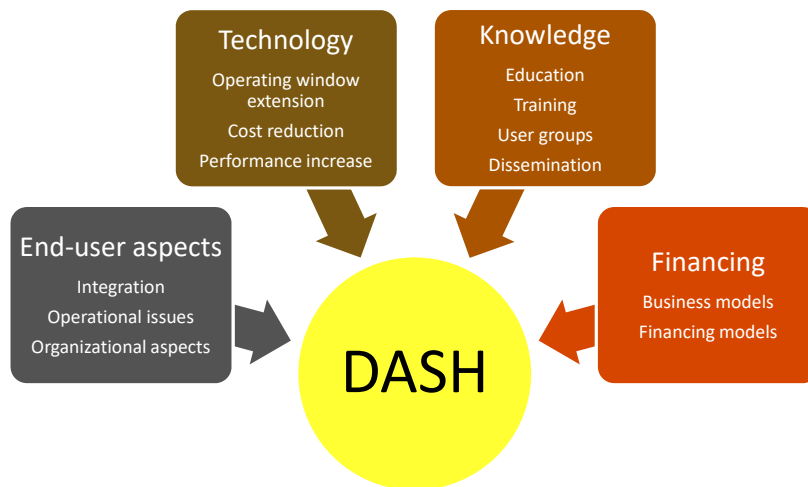 Technology
Operating window
extension
Cost reduction
Performance increase
Knowledge
Education
Training
User groups
Dissemination
End-user aspects
Integration
Operational issues
Organizational aspects
Financing
Business models
Financing models
DASH